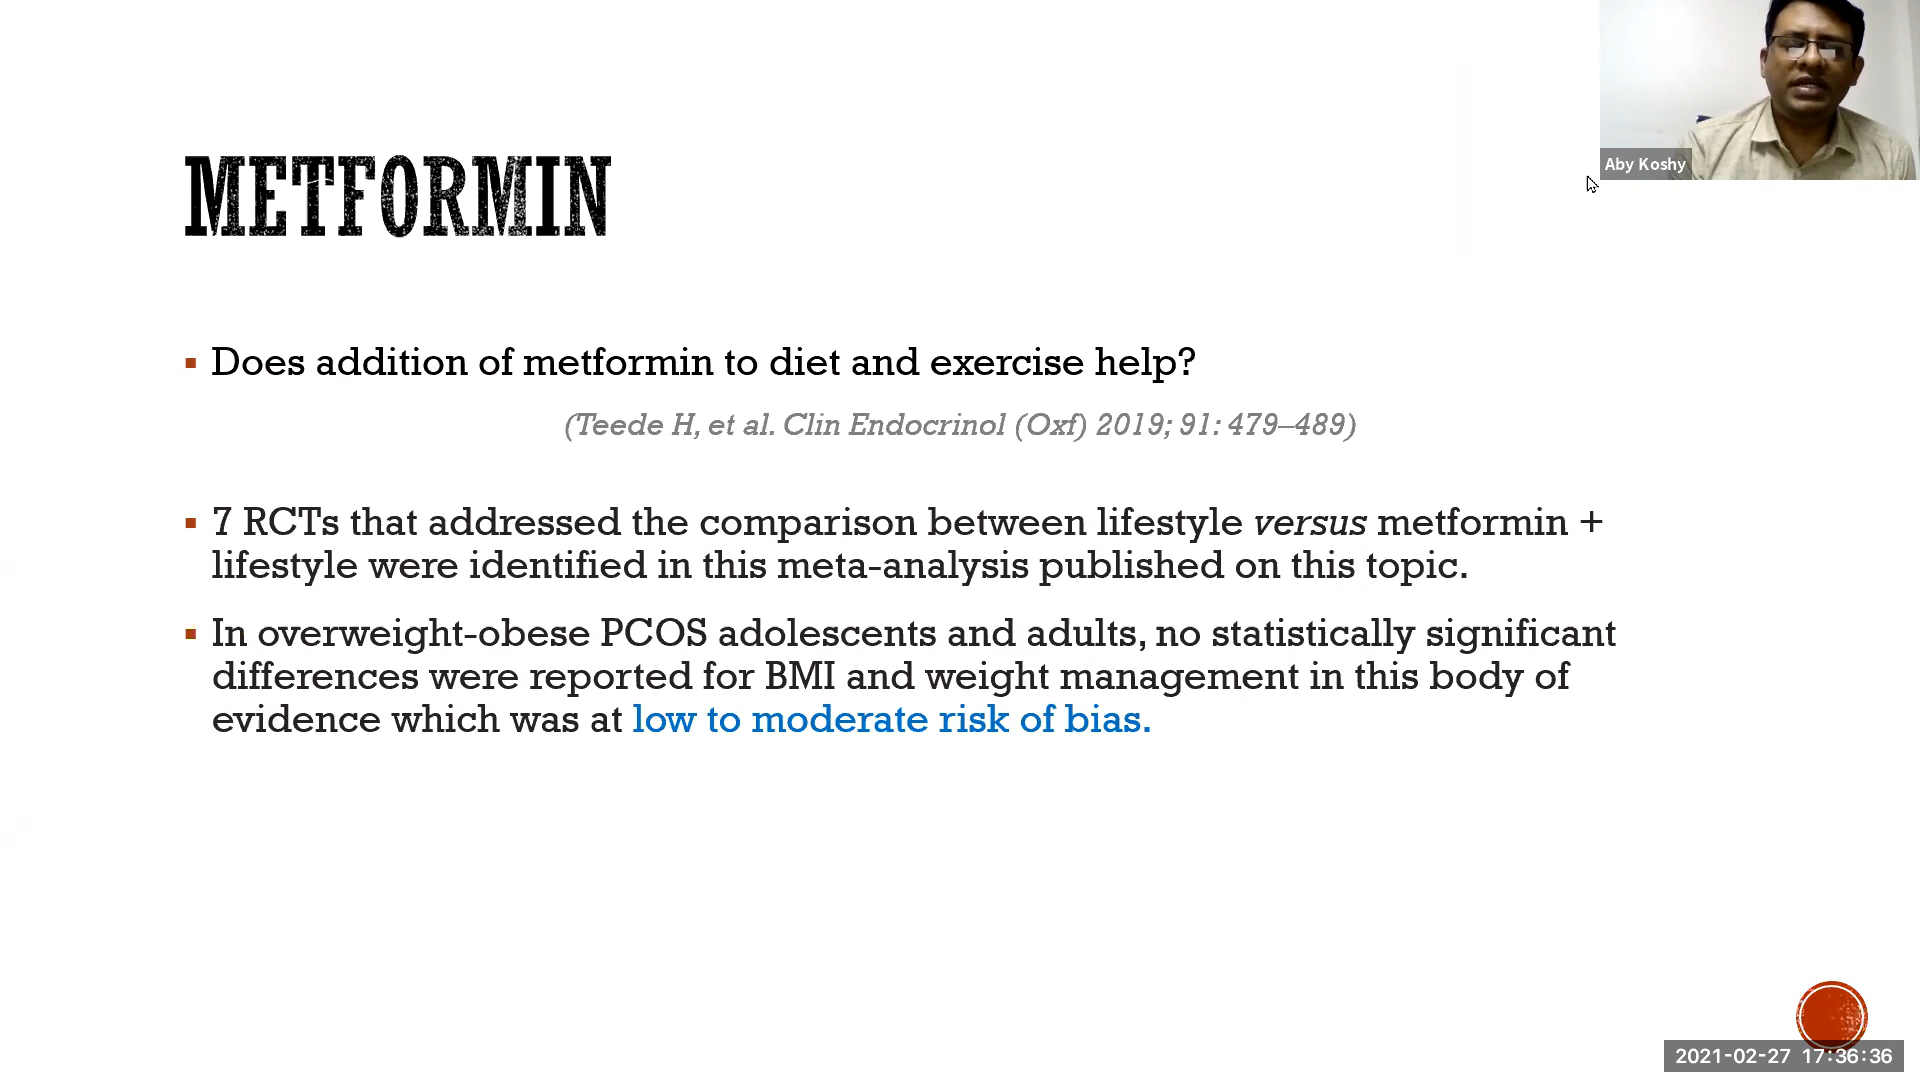 Aby Koshy
METFORMIN
▪ Does addition of metformin to diet and exercise help?
(Teede H, et al. Clin Endocrinol (Oxf) 2019; 91: 479–489)
▪ 7 RCTs that addressed the comparison between lifestyle versus metformin +
lifestyle were identified in this meta-analysis published on this topic.
▪ In overweight-obese PCOS adolescents and adults, no statistically significant
differences were reported for BMI and weight management in this body of
evidence which was at low to moderate risk of bias.
2021-02-27 17:36:36